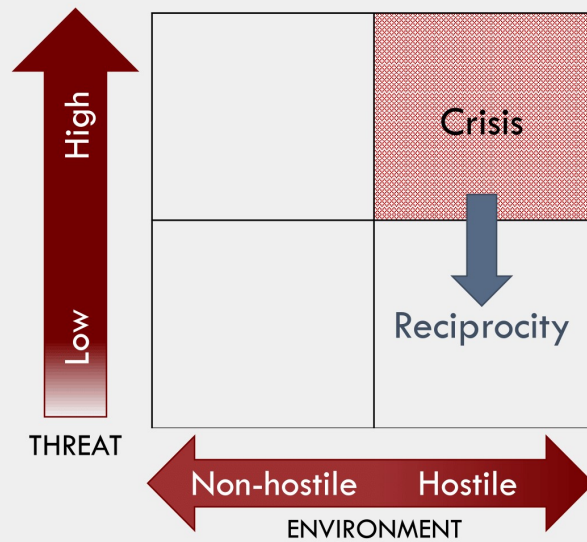 High
Low
THREAT
Crisis
Reciprocity
Non-hostile
Hostile
ENVIRONMENT